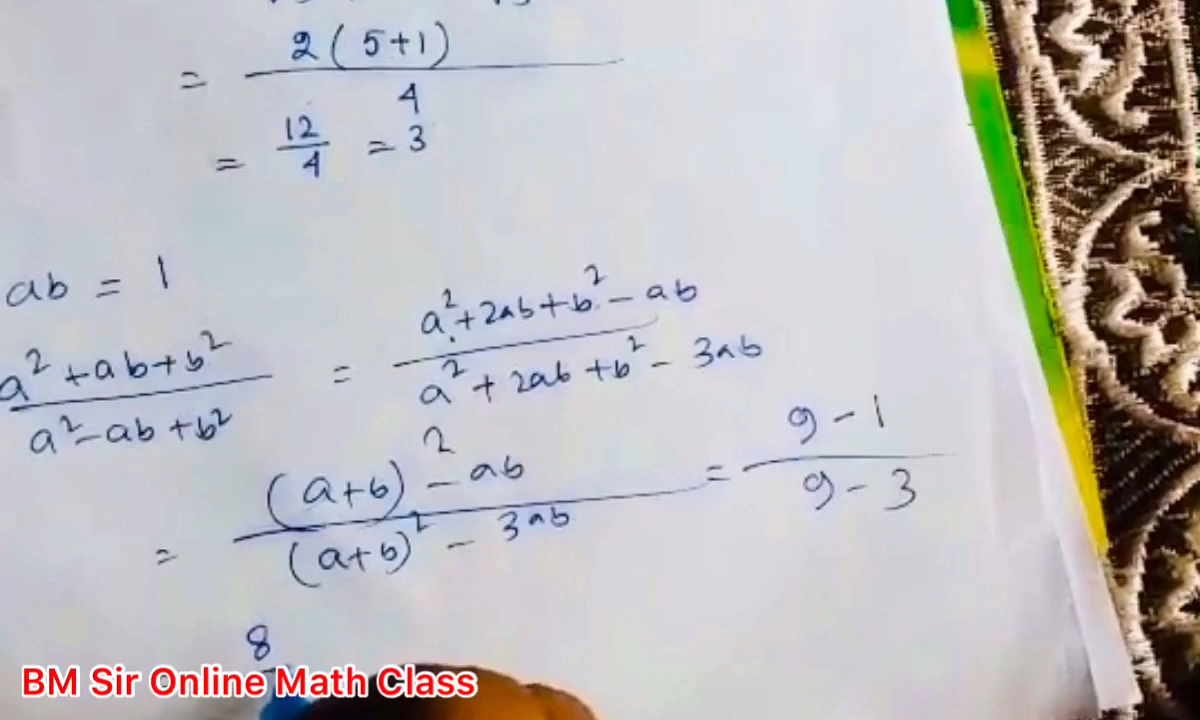 = 2(5+1) / 4
= 12/4 = 3
ab = 1
a²+ab+b² / a²-ab+b² = a²+2ab+b²-ab / a²+2ab+b²-3ab
= (a+b)²-ab / (a+b)²-3ab = 9-1 / 9-3
8
BM Sir Online Math Class